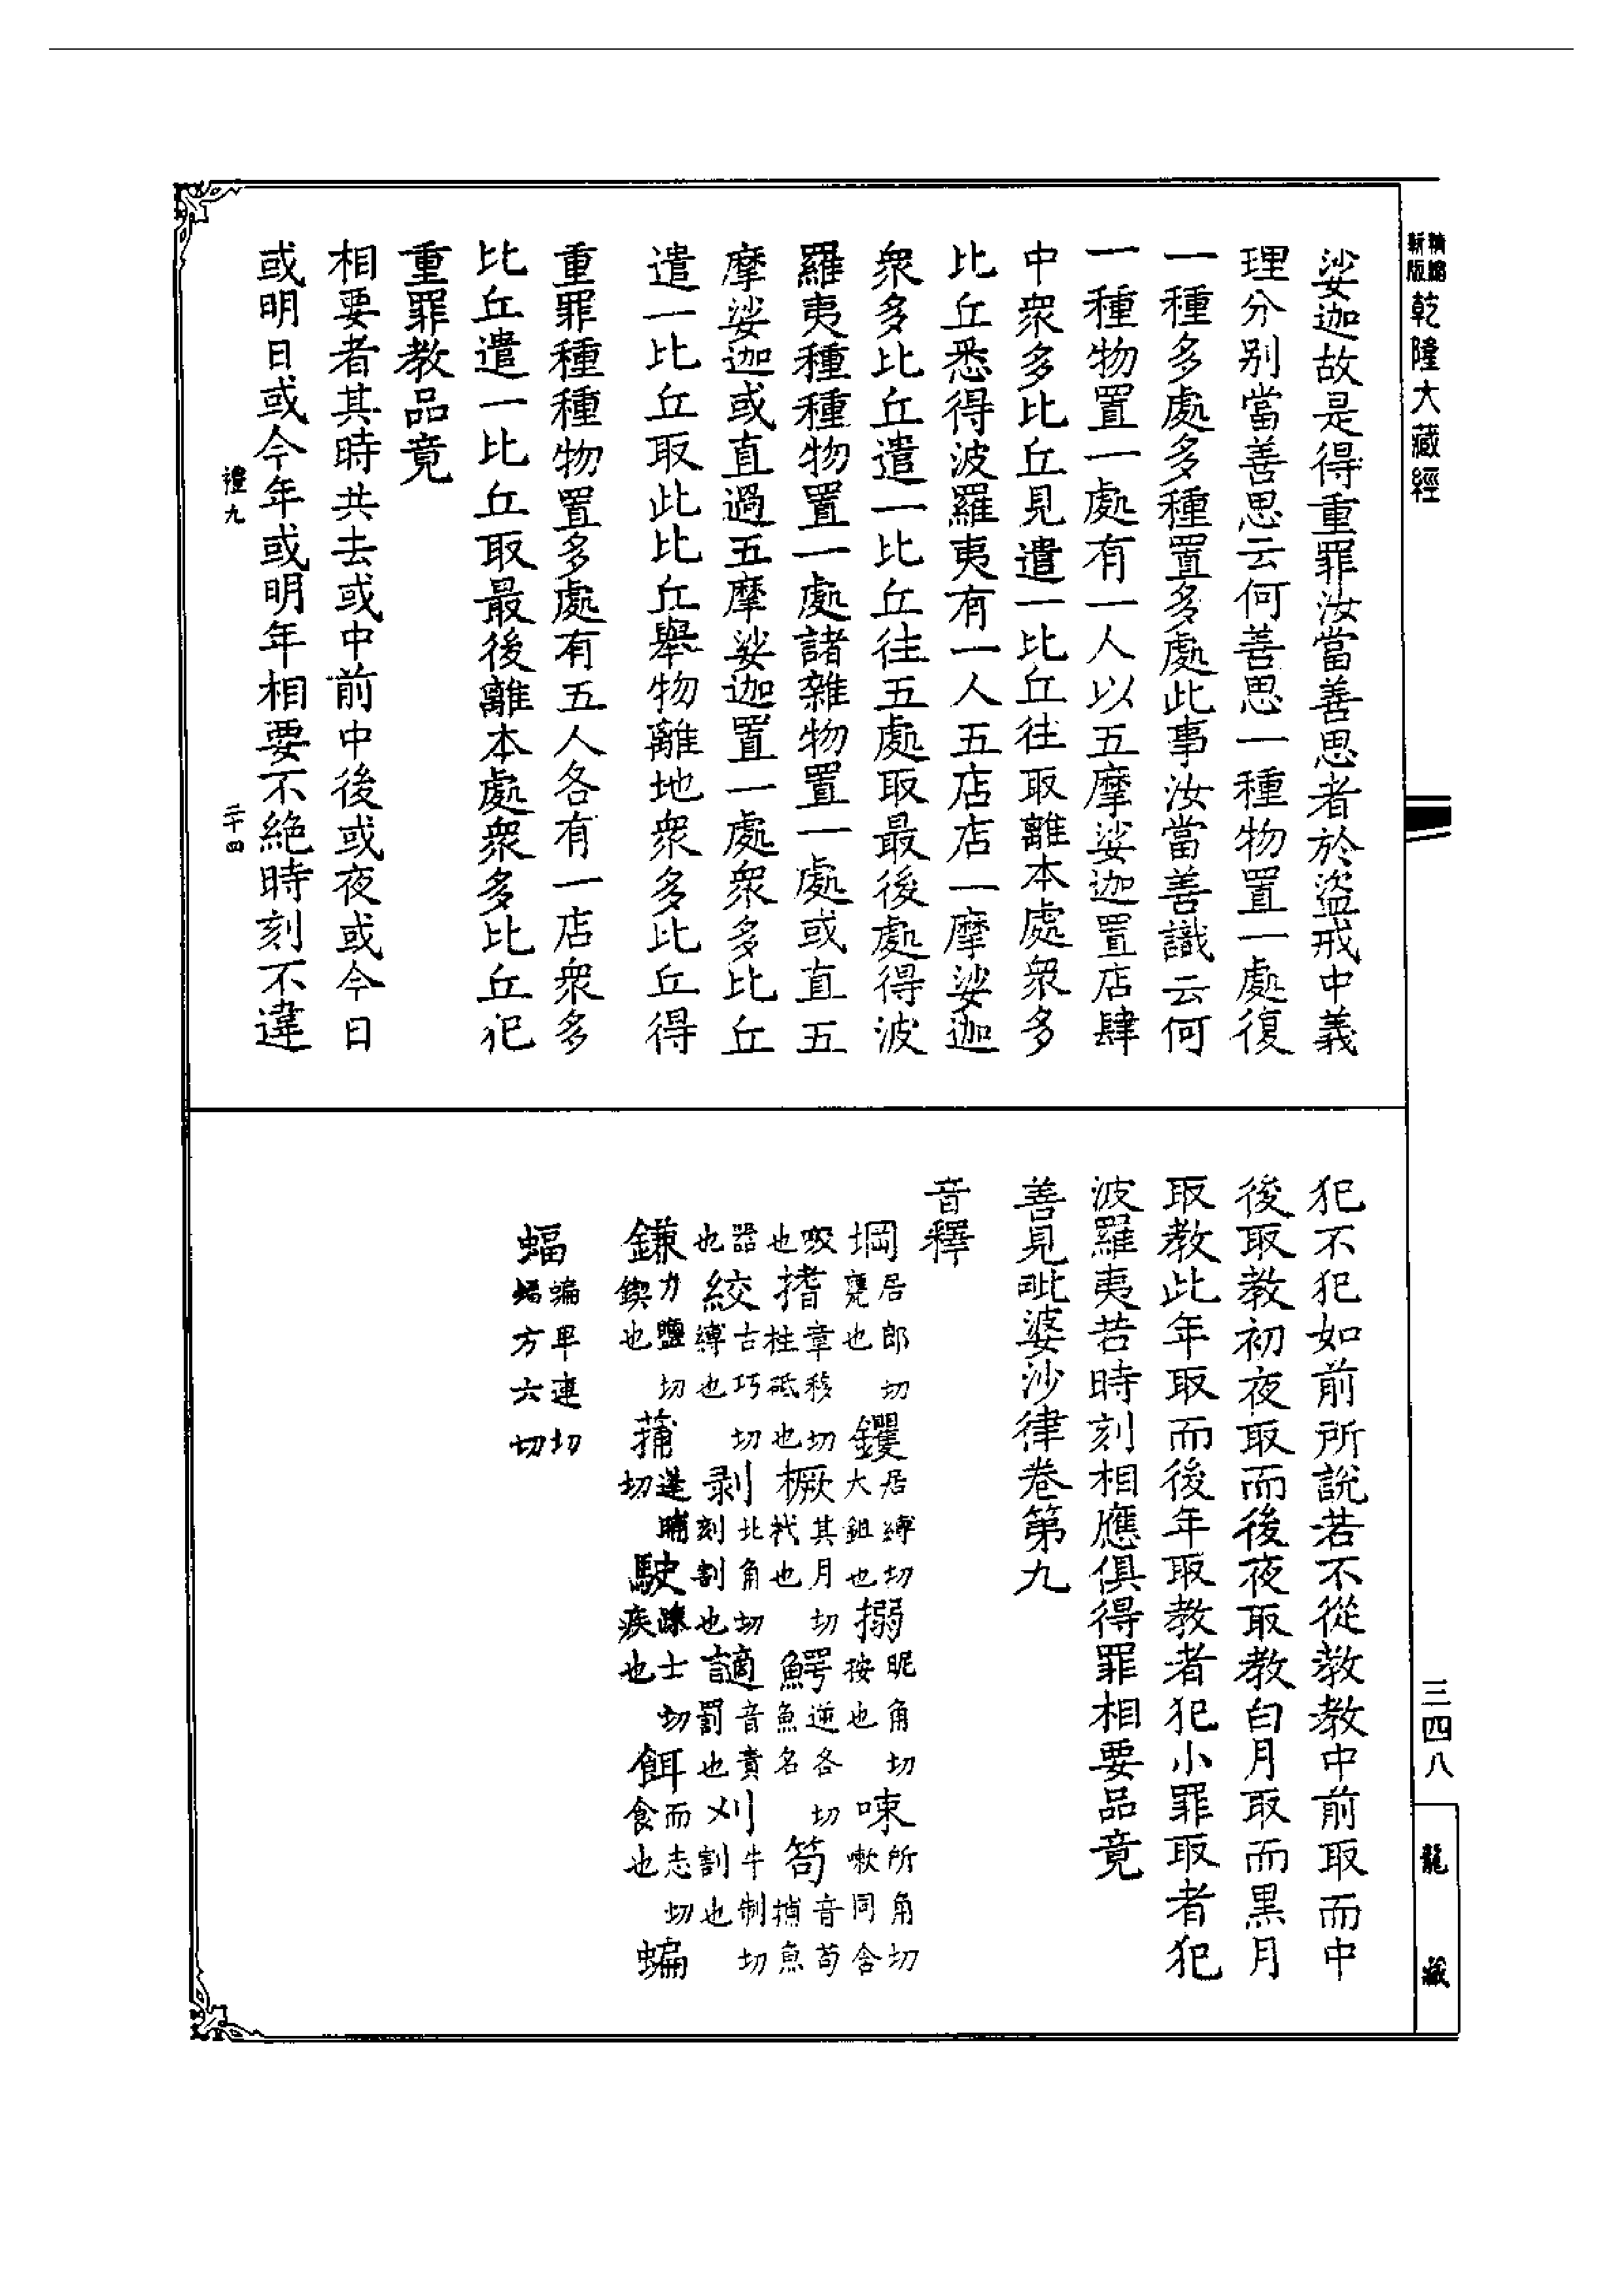 新版精縮乾隆大藏經
娑迦故是得重罪汝當善思者於盜戒中義
理分別當善思云何善思一種物置一處復
一種多處多種置多處此事汝當善識云何
一種物置一處有一人以五摩娑迦置店肆
中衆多比丘見遣一比丘往取離本處衆多
比丘悉得波羅夷有一人五店店一摩娑迦
衆多比丘遣一比丘往五處取最後處得波
羅夷種種物置一處諸雜物置一處或直五
摩娑迦或直過五摩娑迦置一處衆多比丘
遣一比丘取此比丘舉物離地衆多比丘得
重罪種種物置多處有五人各有一店衆多
比丘遣一比丘取最後離本處衆多比丘犯
重罪教品竟
相要者其時共去或中前中後或夜或今日
或明日或今年或明年相要不絶時刻不違
禮九 二十四
犯不犯如前所說若不從教教中前取而中
後取教初夜取而後夜取教白月取而黑月
取教此年取而後年取教者犯小罪取者犯
波羅夷若時刻相應俱得罪相要品竟
善見毗婆沙律卷第九
音釋
堈居郎切甕也钁居縛切大鉏也搦昵角切按也㖒所角切嗽同含
吸也搘章移切柱砥也橛其月切杙也鰐逆各切魚名笱音苟捕魚
器也絞古巧切縛也剥北角切刻割也讁音責罰也刈牛制切割也
鎌力鹽切鍥也蒱蓬晡切駛踈士切疾也餌而志切食也蝙
蝠蝙卑連切蝠方六切
三四八
龍藏